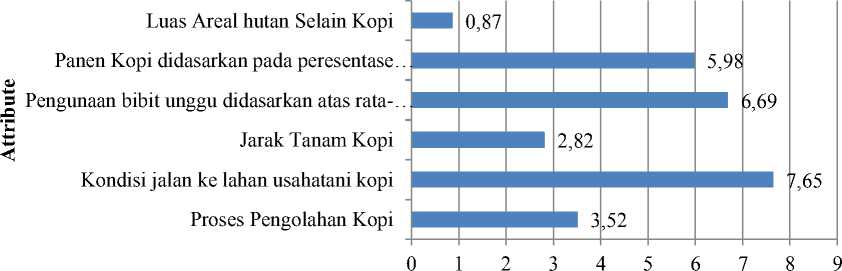 Attribute
Luas Areal hutan Selain Kopi 0,87
Panen Kopi didasarkan pada peresentase… 5,98
Pengunaan bibit unggu didasarkan atas rata-… 6,69
Jarak Tanam Kopi 2,82
Kondisi jalan ke lahan usahatani kopi 7,65
Proses Pengolahan Kopi 3,52
0 1 2 3 4 5 6 7 8 9